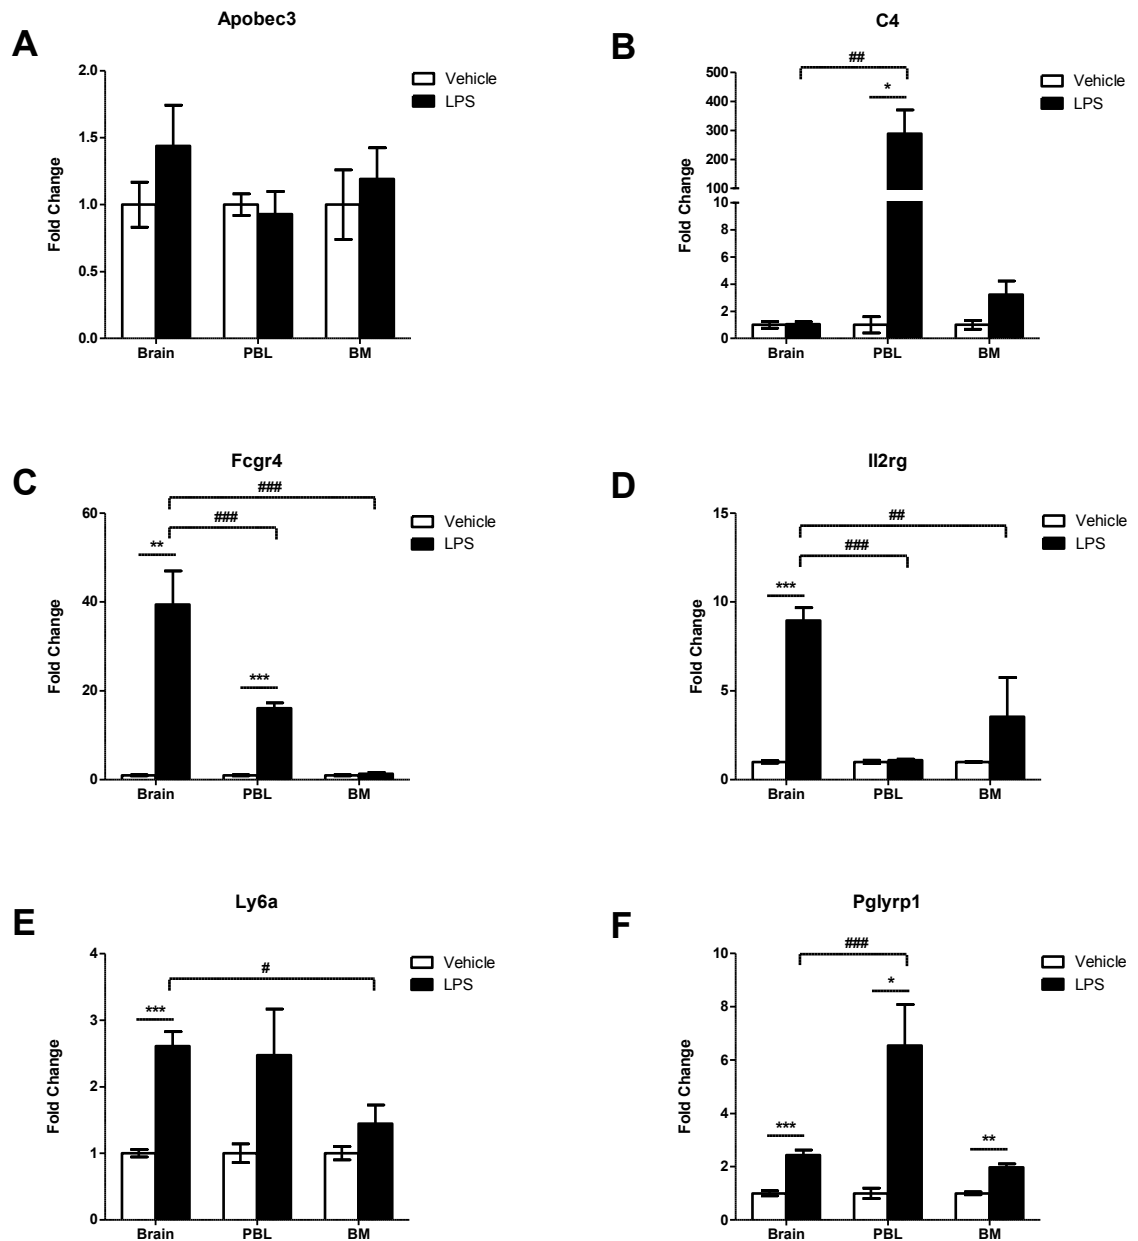 A
Apobec3
Fold Change
2.0
1.5
1.0
0.5
0.0
Brain
PBL
BM
Vehicle
LPS
B
C4
Fold Change
500
400
300
200
100
10
8
6
4
2
0
##
*
Brain
PBL
BM
Vehicle
LPS
C
Fcgr4
Fold Change
60
40
20
0
###
###
**
***
Brain
PBL
BM
Vehicle
LPS
D
Il2rg
Fold Change
15
10
5
0
##
###
***
Brain
PBL
BM
Vehicle
LPS
E
Ly6a
Fold Change
4
3
2
1
0
#
***
Brain
PBL
BM
Vehicle
LPS
F
Pglyrp1
Fold Change
10
8
6
4
2
0
###
*
***
**
Brain
PBL
BM
Vehicle
LPS